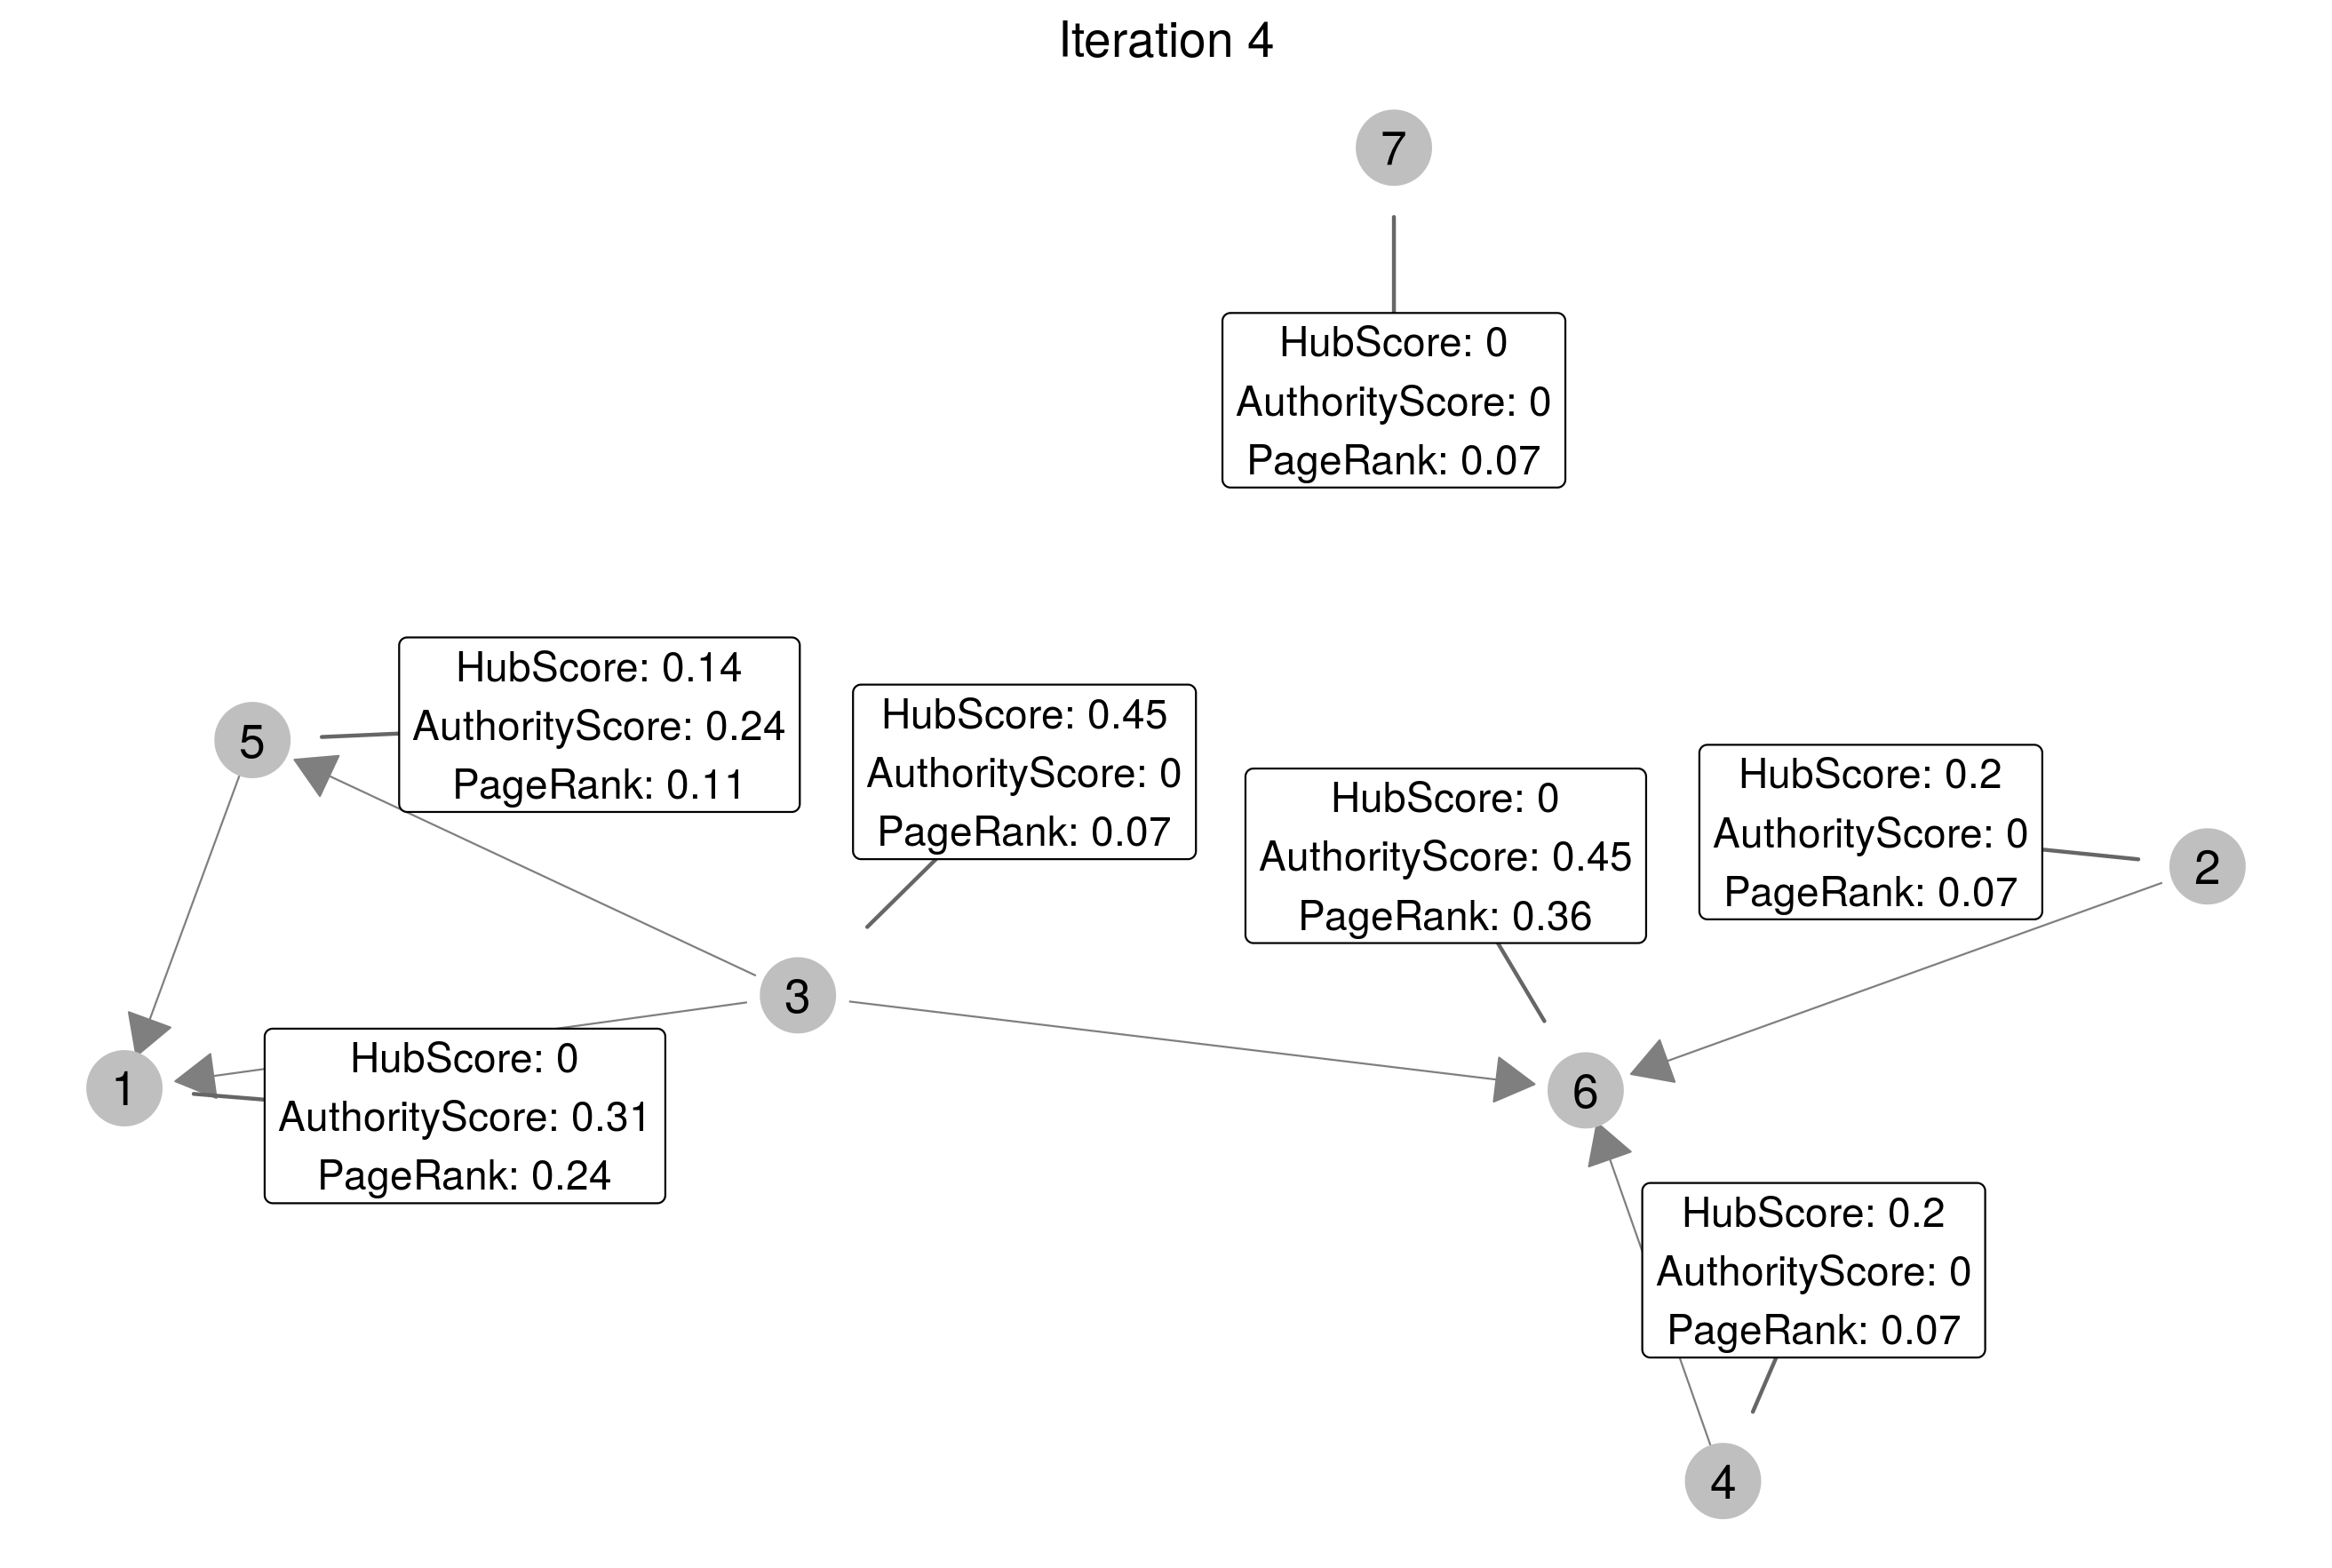 Iteration 4
7
HubScore: 0
AuthorityScore: 0
PageRank: 0.07
5
HubScore: 0.14
AuthorityScore: 0.24
PageRank: 0.11
HubScore: 0.45
AuthorityScore: 0
PageRank: 0.07
3
HubScore: 0
AuthorityScore: 0.45
PageRank: 0.36
6
HubScore: 0.2
AuthorityScore: 0
PageRank: 0.07
2
1
HubScore: 0
AuthorityScore: 0.31
PageRank: 0.24
HubScore: 0.2
AuthorityScore: 0
PageRank: 0.07
4